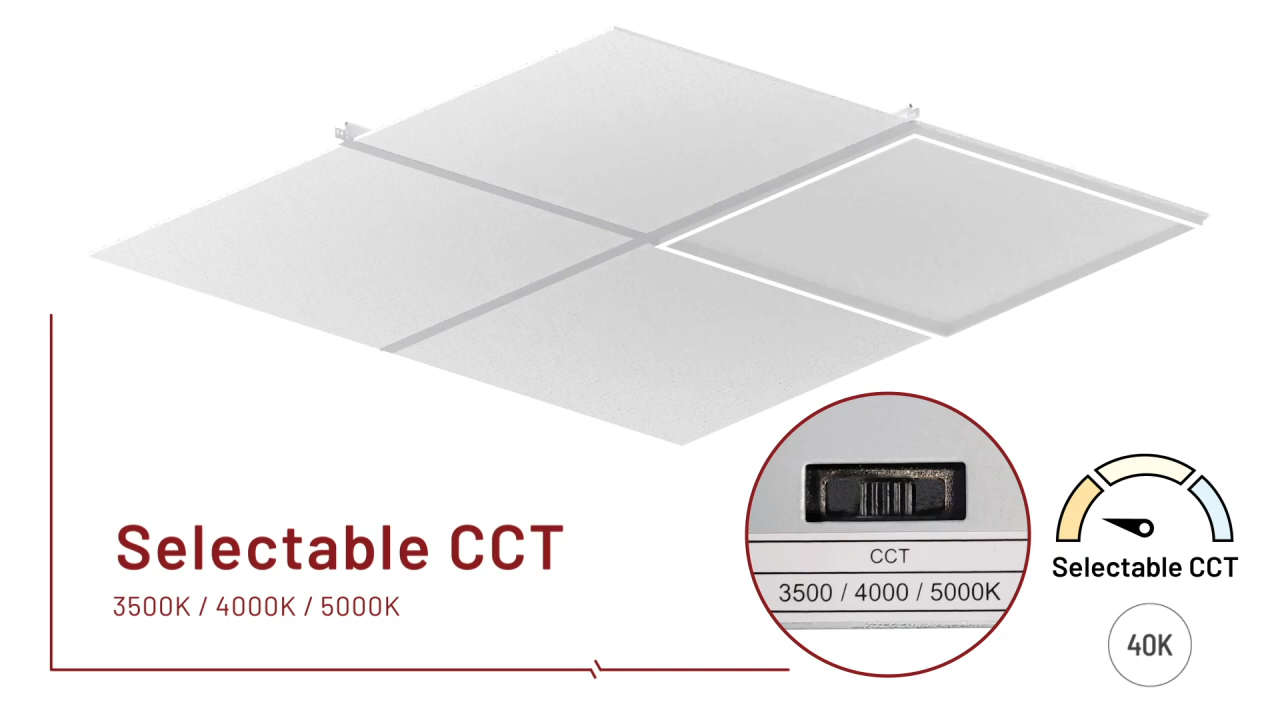 Selectable CCT
3500K / 4000K / 5000K
CCT
3500 / 4000 / 5000K
Selectable CCT
40K